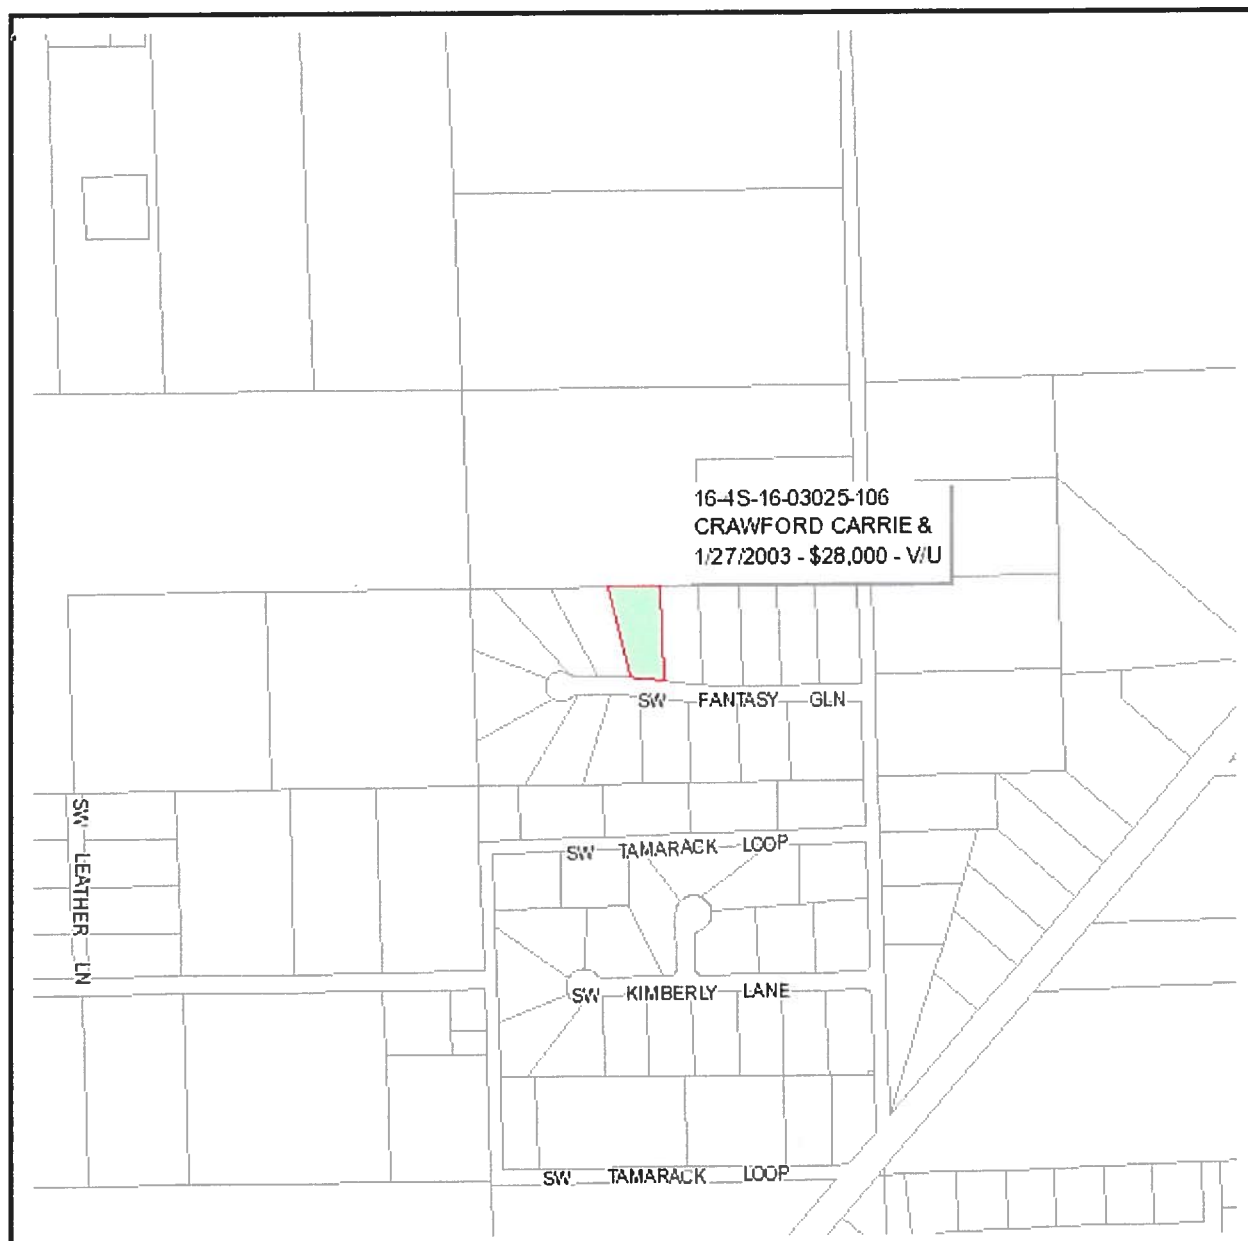 16-4S-16-03025-106
CRAWFORD CARRIE &
1/27/2003 - $28,000 - V/U
SW FANTASY GLN
SW LEATHER LN
SW TAMARACK LOOP
SW KIMBERLY LANE
SW TAMARACK LOOP